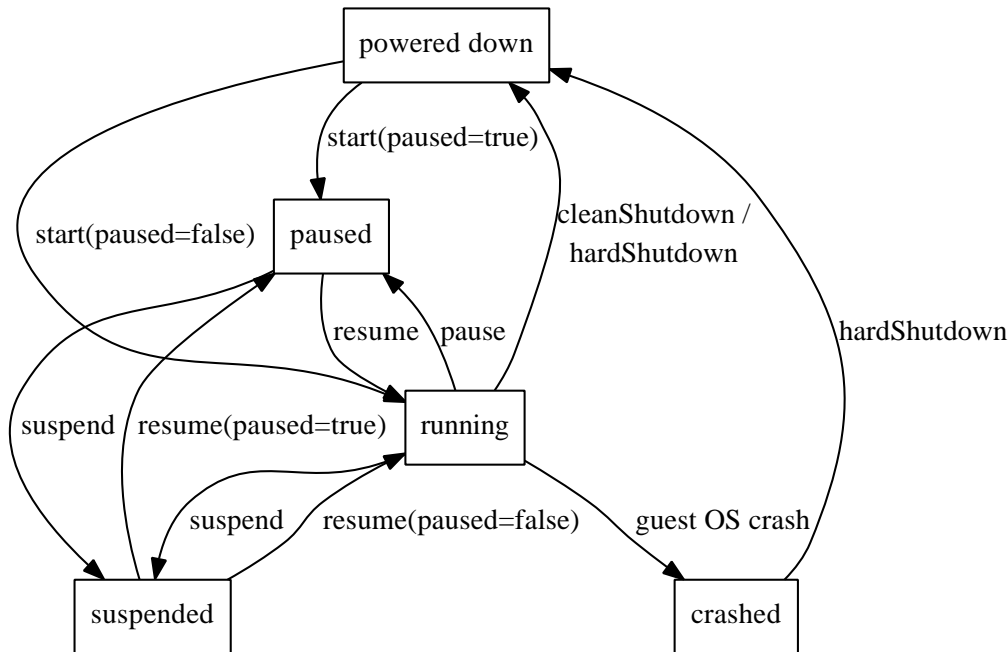 powered down
start(paused=true)
cleanShutdown /
hardShutdown
start(paused=false)
paused
resume
pause
hardShutdown
suspend
resume(paused=true)
running
suspend
resume(paused=false)
guest OS crash
suspended
crashed